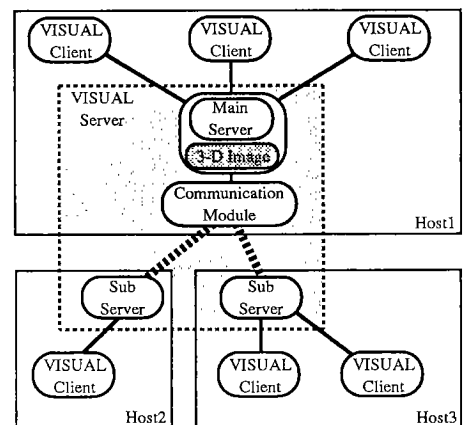 VISUAL
Client
VISUAL
Client
VISUAL
Client
VISUAL
Server
Main
Server
3-D Image
Communication
Module
Host1
Sub
Server
Sub
Server
VISUAL
Client
VISUAL
Client
VISUAL
Client
Host2
Host3